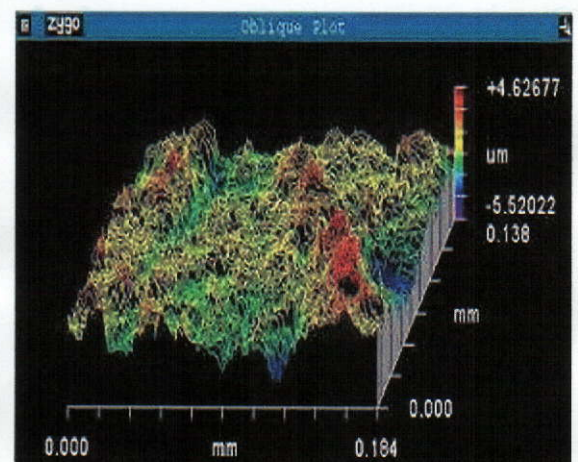 zygo
Oblique Plot
+4.62677
um
-5.52022
0.138
mm
0.000
0.000
mm
0.184